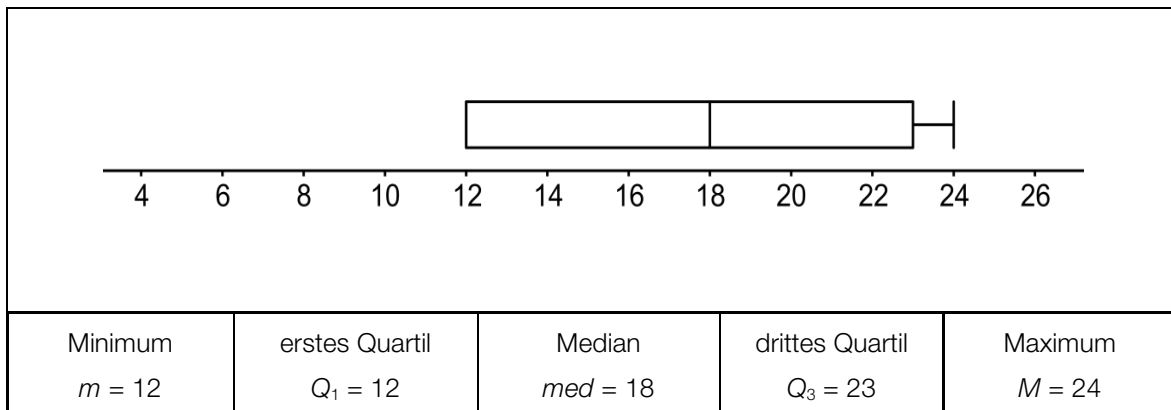 4 6 8 10 12 14 16 18 20 22 24 26
Minimum erstes Quartil Median drittes Quartil Maximum
m = 12 Q₁ = 12 med = 18 Q₃ = 23 M = 24